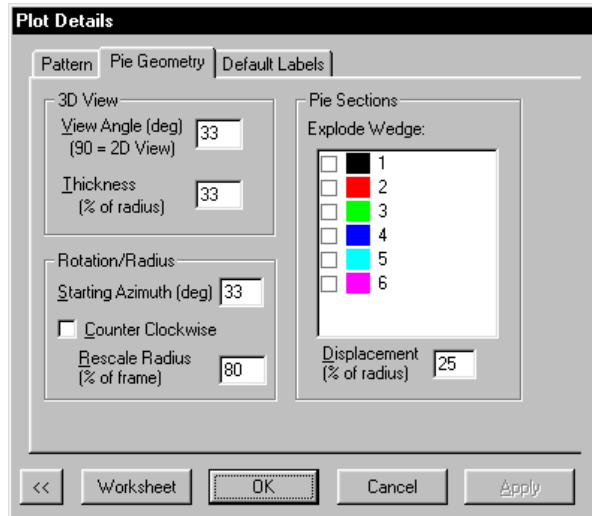 Plot Details
Pattern Pie Geometry Default Labels
3D View
View Angle (deg) 33
(90 = 2D View)
Thickness 33
(% of radius)
Rotation/Radius
Starting Azimuth (deg) 33
Counter Clockwise
Rescale Radius 80
(% of frame)
Pie Sections
Explode Wedge:
1
2
3
4
5
6
Displacement 25
(% of radius)
<< Worksheet OK Cancel Apply